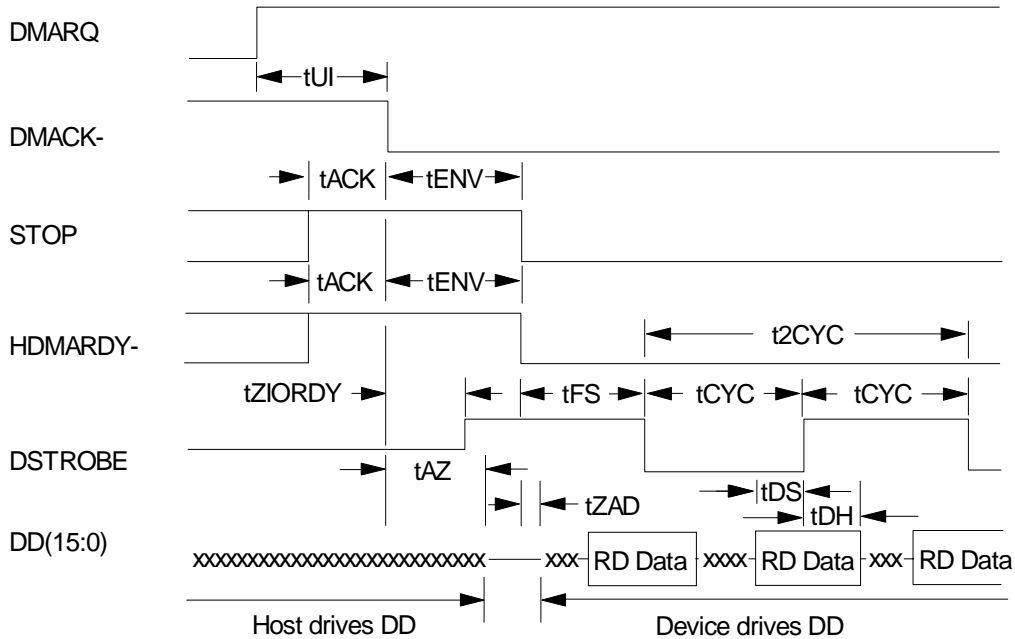 DMARQ
tUI
DMACK-
tACK tENV
STOP
tACK tENV
HDMARDY-
t2CYC
tZIORDY tFS tCYC tCYC
DSTROBE
tAZ
tDS
tZAD
tDH
DD(15:0)
XXXXXXXXXXXXXXXXXXXXXXXXXXXX XXX RD Data XXXX RD Data XXX RD Data
Host drives DD Device drives DD